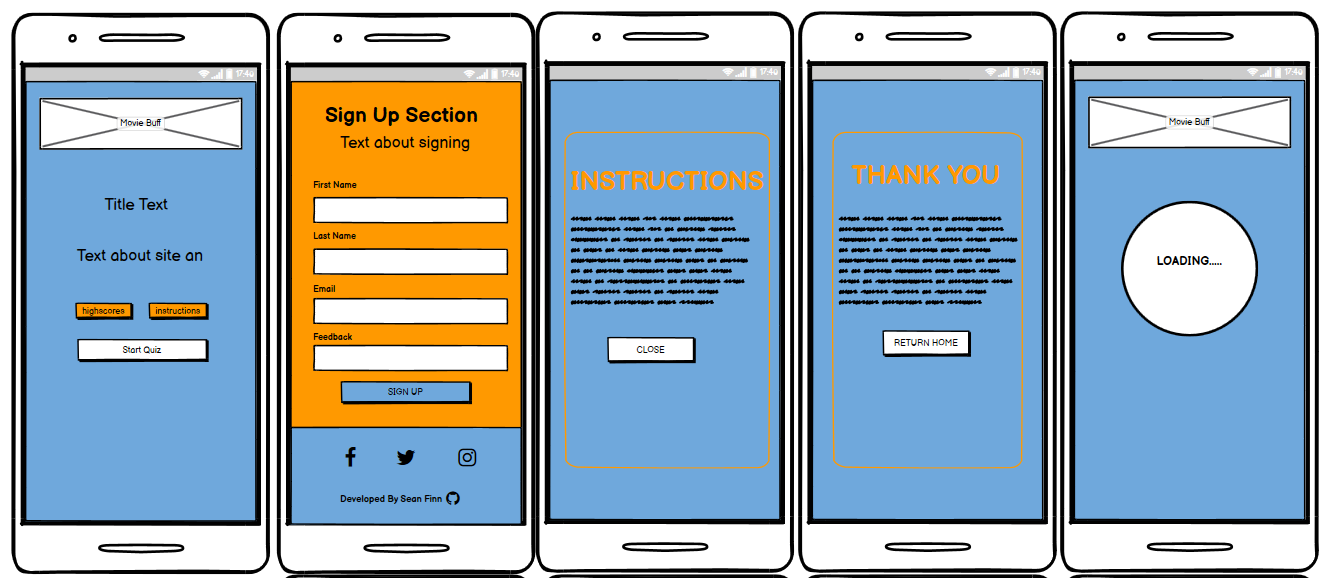 17:40
Movie Buff
Title Text
Text about site an
highscores
instructions
Start Quiz
17:40
Sign Up Section
Text about signing
First Name
Last Name
Email
Feedback
SIGN UP
Developed By Sean Finn
17:40
INSTRUCTIONS
CLOSE
17:40
THANK YOU
RETURN HOME
17:40
Movie Buff
LOADING.....